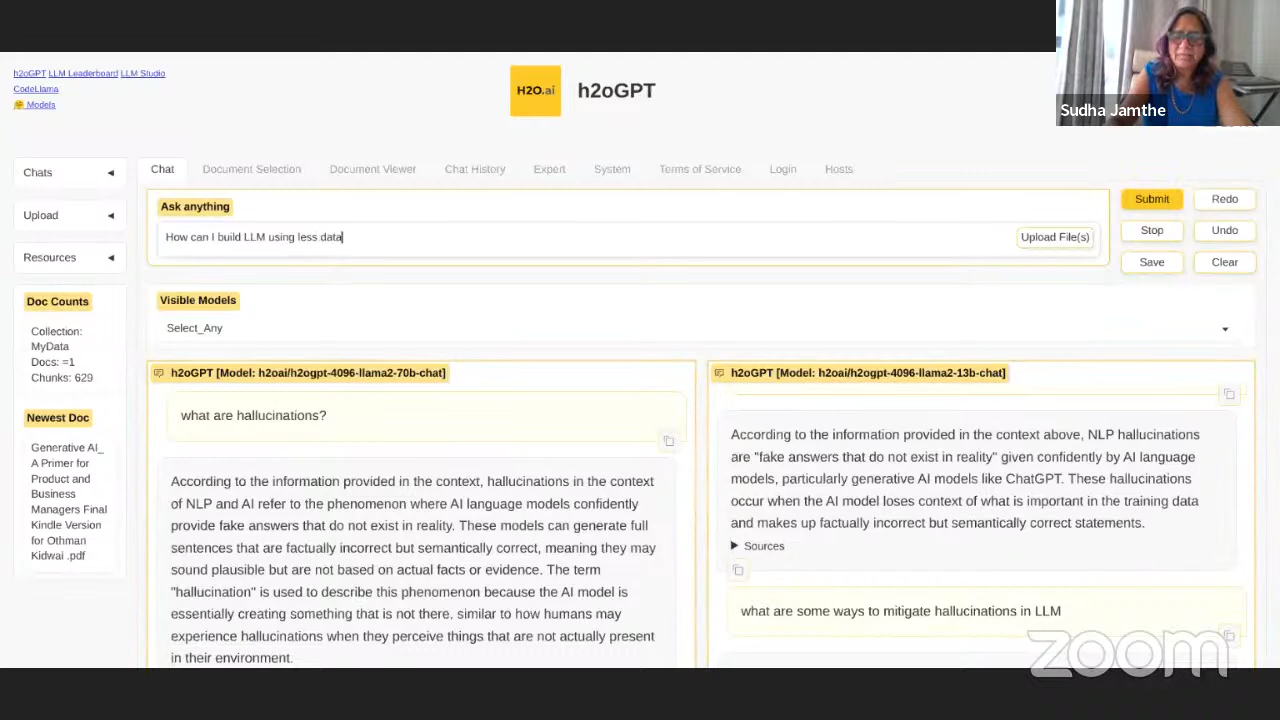 Sudha Jamthe
h2oGPT LLM Leaderboard LLM Studio
CodeLlama
Models
H2O.ai
h2oGPT
Chats
Upload
Resources
Doc Counts
Collection:
MyData
Docs: =1
Chunks: 629
Newest Doc
Generative AI_
A Primer for
Product and
Business
Managers Final
Kindle Version
for Othman
Kidwai .pdf
Chat Document Selection Document Viewer Chat History Expert System Terms of Service Login Hosts
Ask anything
How can I build LLM using less data
Upload File(s)
Submit Redo
Stop Undo
Save Clear
Visible Models
Select_Any
h2oGPT [Model: h2oai/h2ogpt-4096-llama2-70b-chat]
what are hallucinations?
According to the information provided in the context, hallucinations in the context
of NLP and AI refer to the phenomenon where AI language models confidently
provide fake answers that do not exist in reality. These models can generate full
sentences that are factually incorrect but semantically correct, meaning they may
sound plausible but are not based on actual facts or evidence. The term
"hallucination" is used to describe this phenomenon because the AI model is
essentially creating something that is not there, similar to how humans may
experience hallucinations when they perceive things that are not actually present
in their environment.
h2oGPT [Model: h2oai/h2ogpt-4096-llama2-13b-chat]
According to the information provided in the context above, NLP hallucinations
are "fake answers that do not exist in reality" given confidently by AI language
models, particularly generative AI models like ChatGPT. These hallucinations
occur when the AI model loses context of what is important in the training data
and makes up factually incorrect but semantically correct statements.
Sources
what are some ways to mitigate hallucinations in LLM
zoom